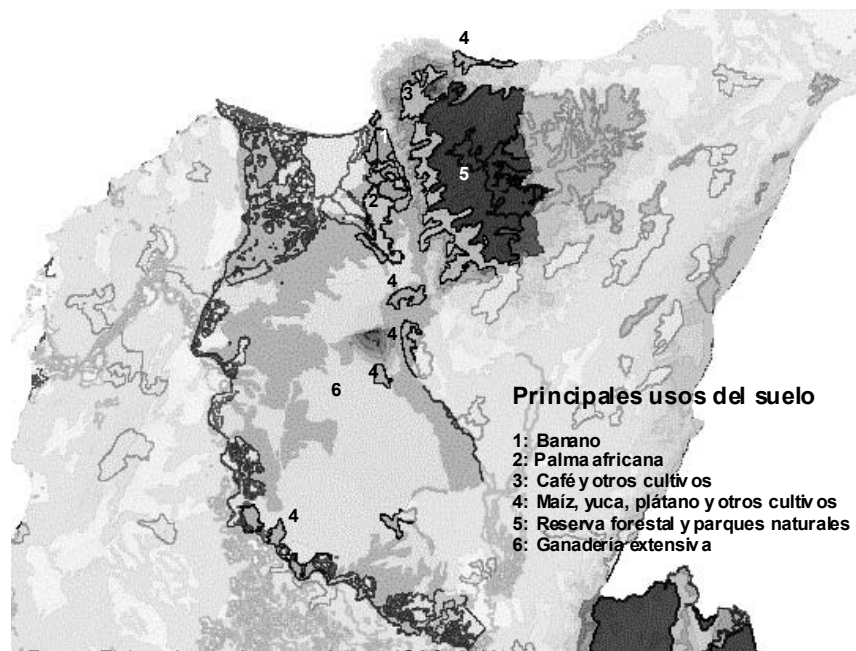 4
3
1
5
2
4
4
4
6
4
Principales usos del suelo
1: Banano
2: Palma africana
3: Café y otros cultivos
4: Maíz, yuca, plátano y otros cultivos
5: Reserva forestal y parques naturales
6: Ganadería extensiva